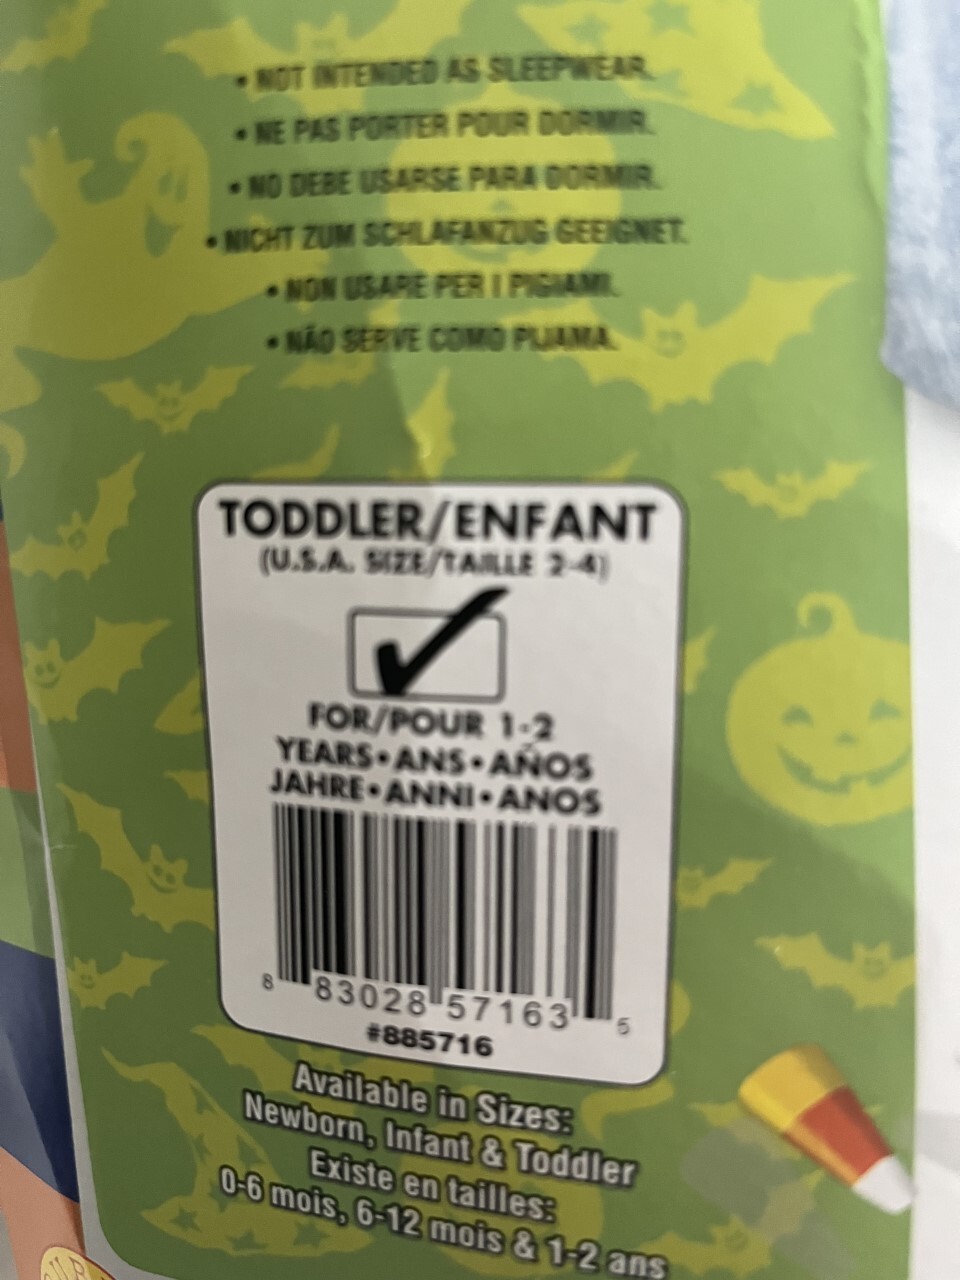 • NOT INTENDED AS SLEEPWEAR.
• NE PAS PORTER POUR DORMIR.
• NO DEBE USARSE PARA DORMIR.
• NICHT ZUM SCHLAFANZUG GEEIGNET.
• NON USARE PER I PIGIAMI.
• NÃO SERVE COMO PIJAMA.
TODDLER/ENFANT
(U.S.A. SIZE/TAILLE 2-4)
FOR/POUR 1-2
YEARS•ANS•AÑOS
JAHRE•ANNI•ANOS
8 83028 57163 5
#885716
Available in Sizes:
Newborn, Infant & Toddler
Existe en tailles:
0-6 mois, 6-12 mois & 1-2 ans